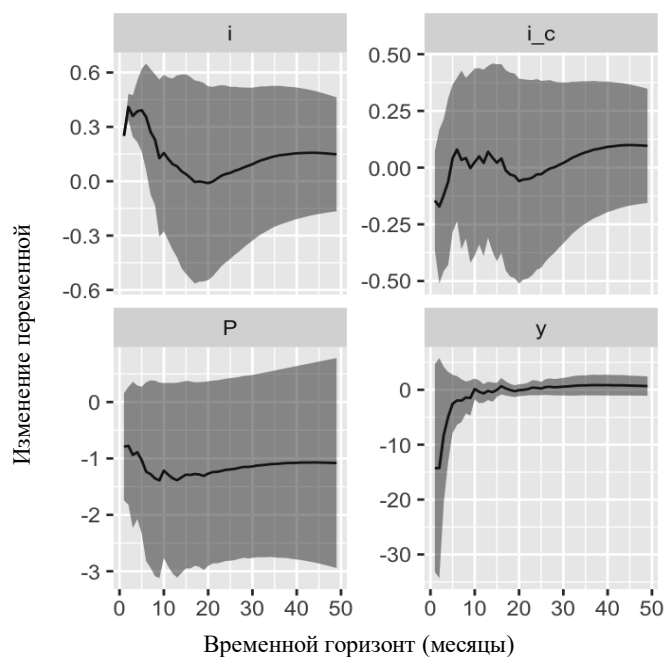 i i_c
0.6 0.50
0.3 0.25
0.0 0.00
-0.3 -0.25
-0.6 -0.50
P y
0 0
-1 -10
-2 -20
-3 -30
0 10 20 30 40 50 0 10 20 30 40 50
Изменение переменной
Временной горизонт (месяцы)